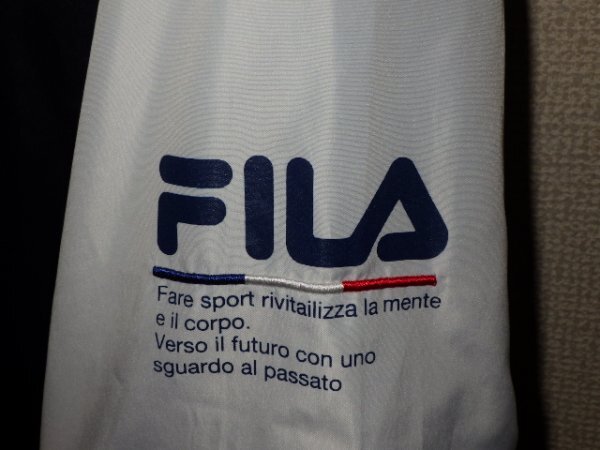 FILA
Fare sport rivitailizza la mente
e il corpo.
Verso il futuro con uno
sguardo al passato